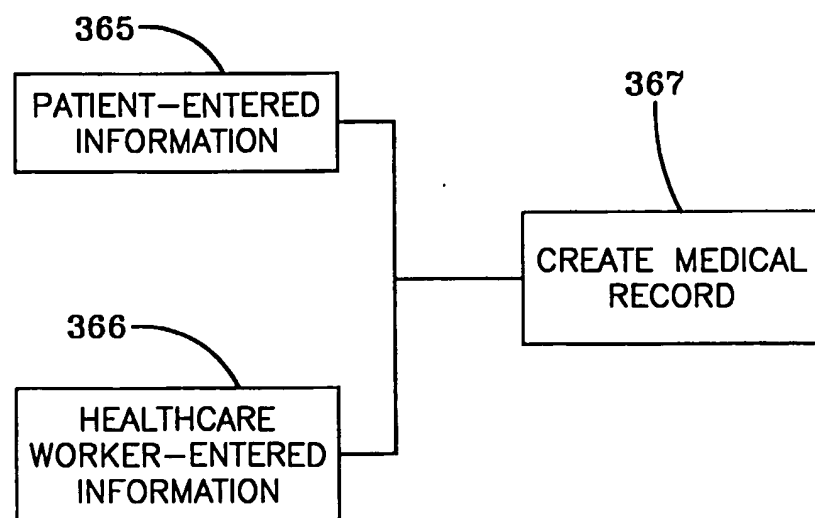 365
PATIENT-ENTERED
INFORMATION
367
CREATE MEDICAL
RECORD
366
HEALTHCARE
WORKER-ENTERED
INFORMATION